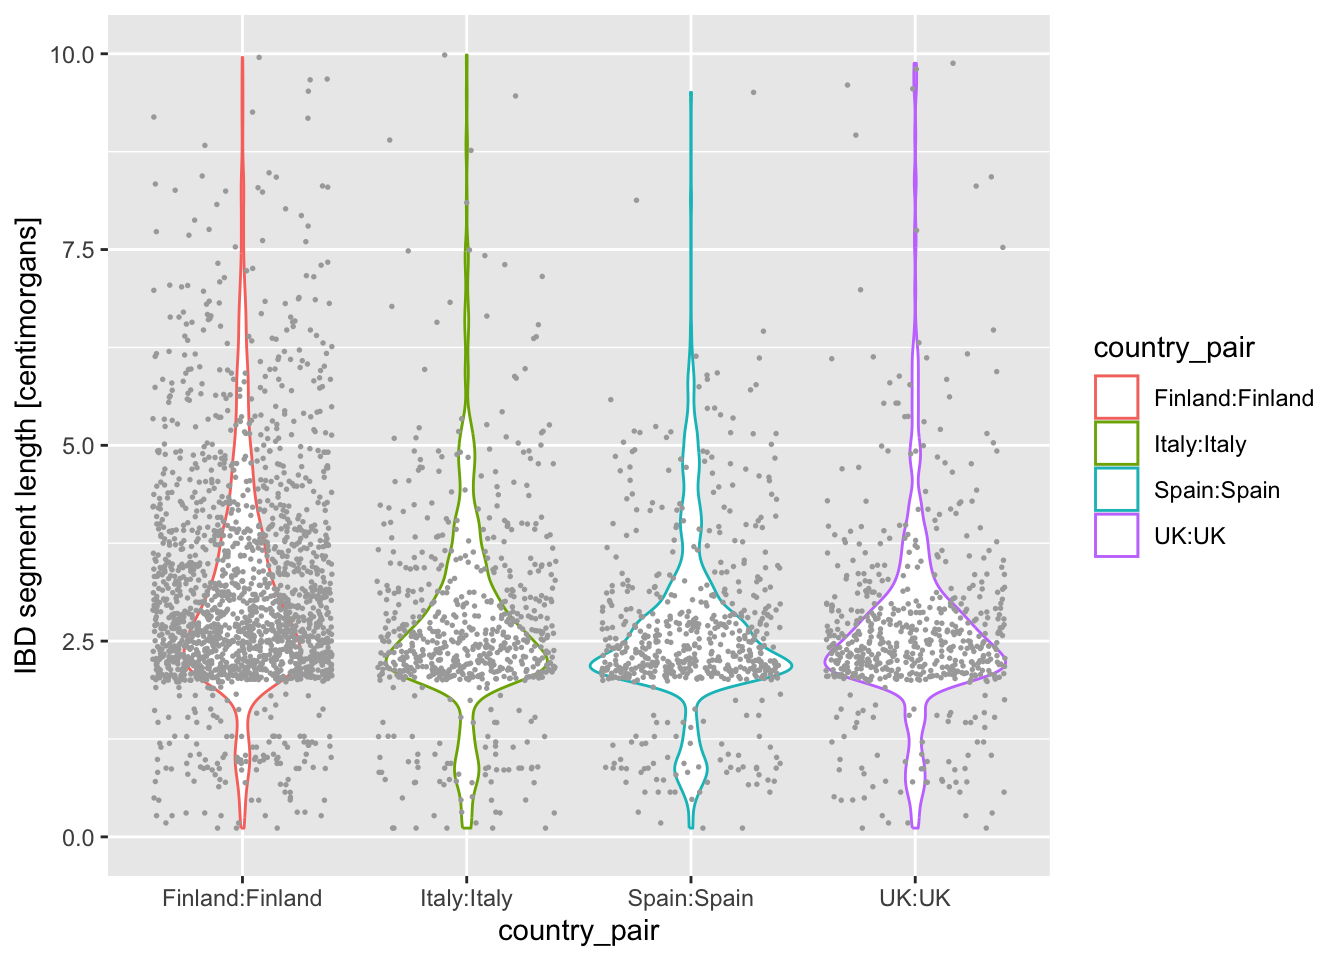 10.0
7.5
5.0
2.5
0.0
IBD segment length [centimorgans]
Finland:Finland
Italy:Italy
Spain:Spain
UK:UK
country_pair
country_pair
Finland:Finland
Italy:Italy
Spain:Spain
UK:UK